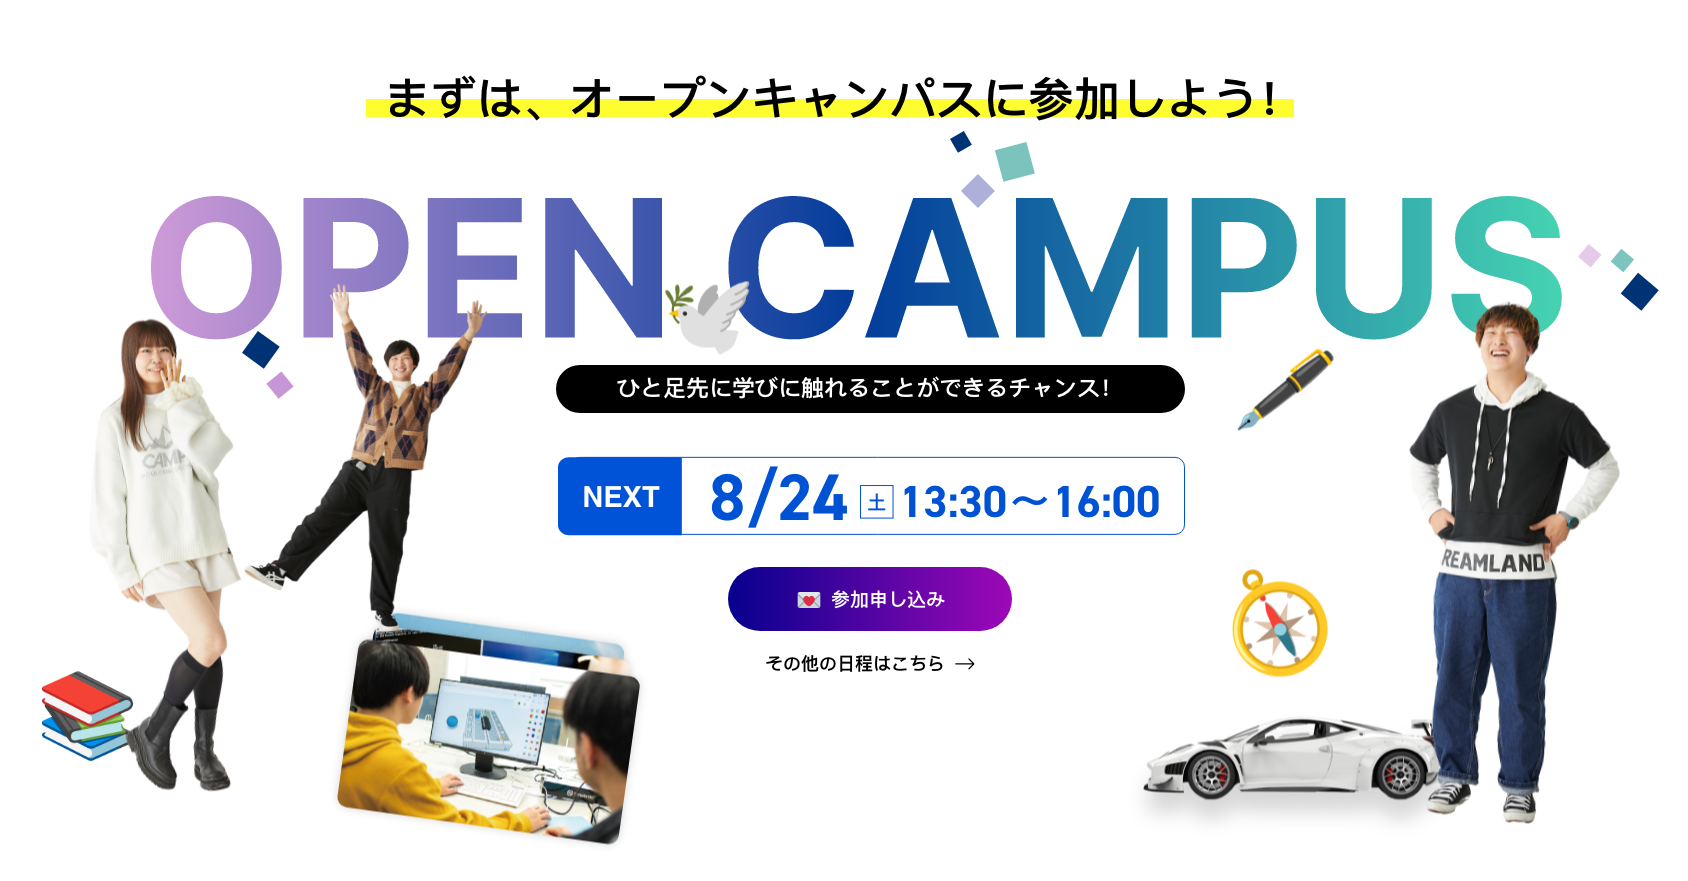 まずは、オープンキャンパスに参加しよう!
OPEN CAMPUS
ひと足先に学びに触れることができるチャンス!
NEXT 8/24 土 13:30〜16:00
参加申し込み
その他の日程はこちら →
CAMP
REAMLAND